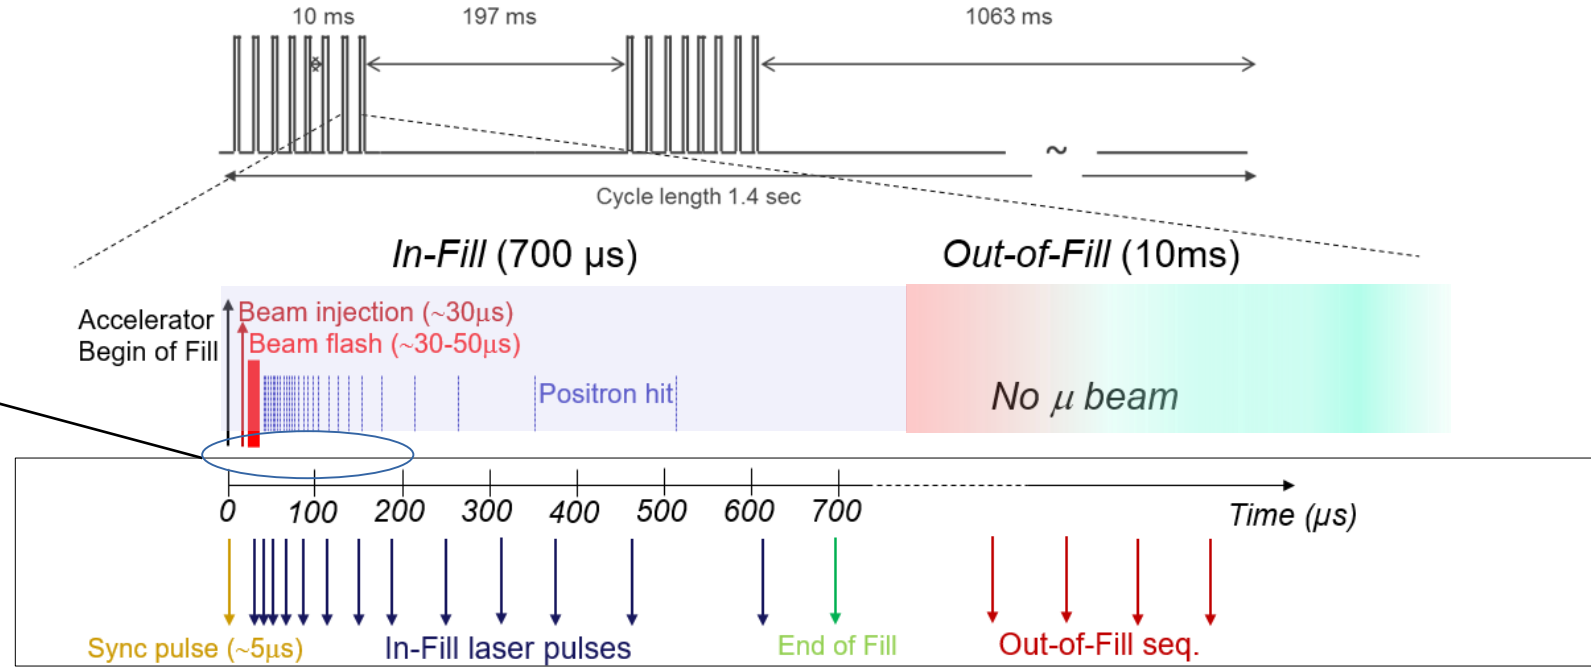 10 ms
197 ms
1063 ms
~
Cycle length 1.4 sec
In-Fill (700 μs)
Out-of-Fill (10ms)
Accelerator
Begin of Fill
Beam injection (~30μs)
Beam flash (~30-50μs)
Positron hit
No μ beam
0 100 200 300 400 500 600 700
Time (μs)
Sync pulse (~5μs)
In-Fill laser pulses
End of Fill
Out-of-Fill seq.